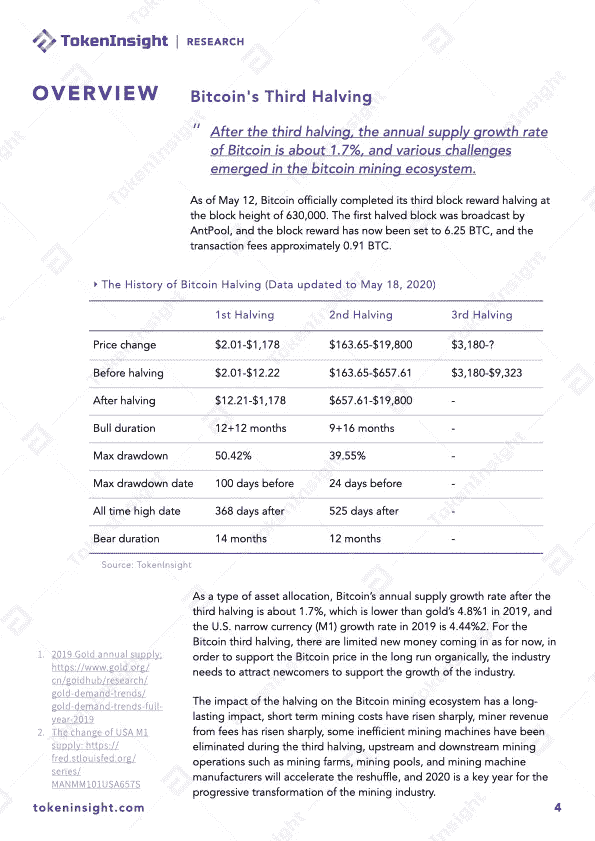 TokenInsight | RESEARCH
OVERVIEW
Bitcoin's Third Halving
" After the third halving, the annual supply growth rate
of Bitcoin is about 1.7%, and various challenges
emerged in the bitcoin mining ecosystem.
As of May 12, Bitcoin officially completed its third block reward halving at
the block height of 630,000. The first halved block was broadcast by
AntPool, and the block reward has now been set to 6.25 BTC, and the
transaction fees approximately 0.91 BTC.
The History of Bitcoin Halving (Data updated to May 18, 2020)
1st Halving 2nd Halving 3rd Halving
Price change $2.01-$1,178 $163.65-$19,800 $3,180-?
Before halving $2.01-$12.22 $163.65-$657.61 $3,180-$9,323
After halving $12.21-$1,178 $657.61-$19,800 -
Bull duration 12+12 months 9+16 months -
Max drawdown 50.42% 39.55% -
Max drawdown date 100 days before 24 days before -
All time high date 368 days after 525 days after -
Bear duration 14 months 12 months -
Source: TokenInsight
As a type of asset allocation, Bitcoin's annual supply growth rate after the
third halving is about 1.7%, which is lower than gold's 4.8%1 in 2019, and
the U.S. narrow currency (M1) growth rate in 2019 is 4.44%2. For the
Bitcoin third halving, there are limited new money coming in as for now, in
order to support the Bitcoin price in the long run organically, the industry
needs to attract newcomers to support the growth of the industry.
The impact of the halving on the Bitcoin mining ecosystem has a long-
lasting impact, short term mining costs have risen sharply, miner revenue
from fees has risen sharply, some inefficient mining machines have been
eliminated during the third halving, upstream and downstream mining
operations such as mining farms, mining pools, and mining machine
manufacturers will accelerate the reshuffle, and 2020 is a key year for the
progressive transformation of the mining industry.
1. 2019 Gold annual supply:
https://www.gold.org/
cn/goldhub/research/
gold-demand-trends/
gold-demand-trends-full-
year-2019
2. The change of USA M1
supply: https://
fred.stlouisfed.org/
series/
MANMM101USA657S
tokeninsight.com
4